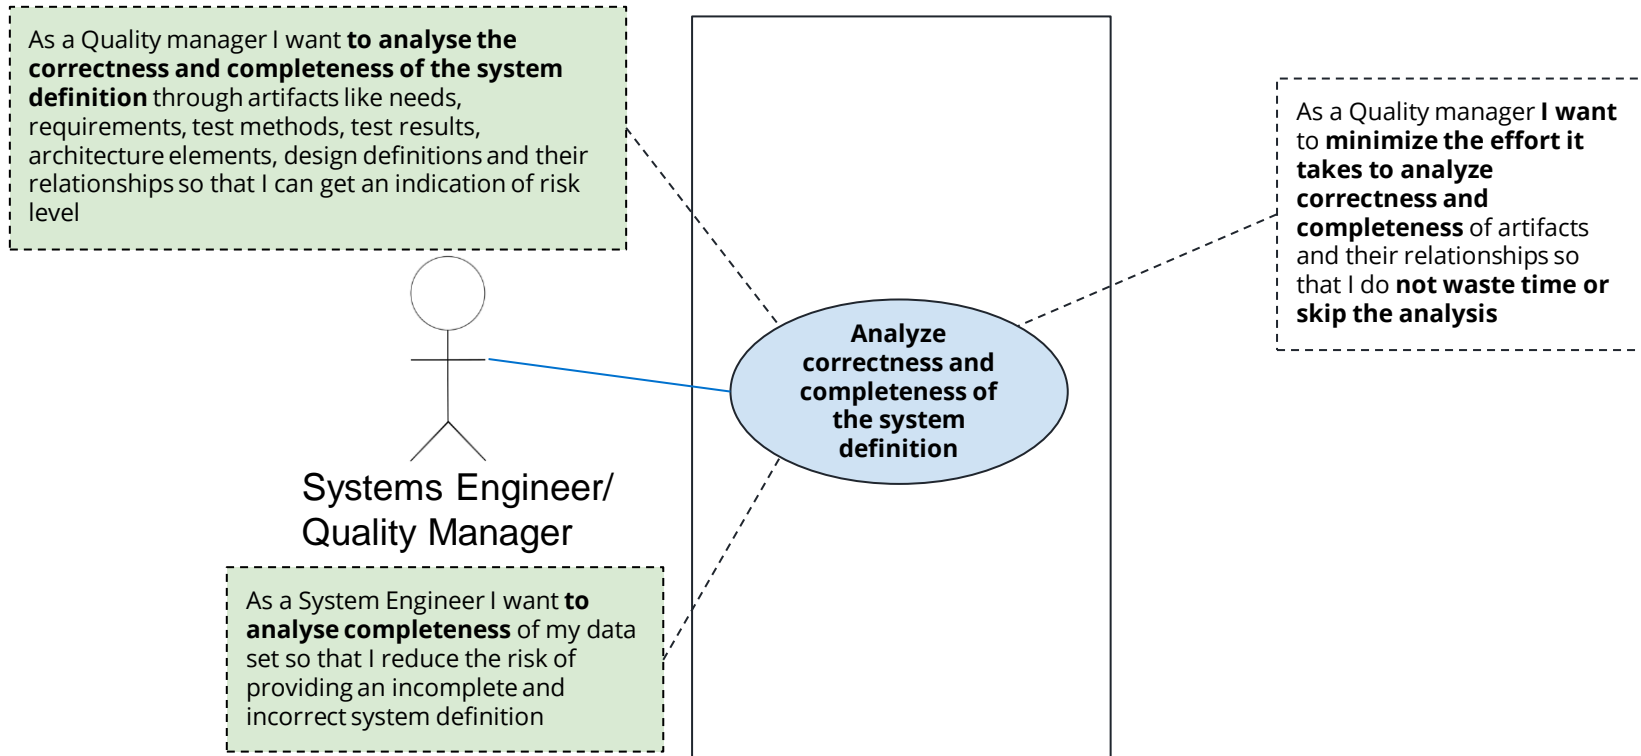 As a Quality manager I want to analyse the
correctness and completeness of the system
definition through artifacts like needs,
requirements, test methods, test results,
architecture elements, design definitions and their
relationships so that I can get an indication of risk
level
As a Quality manager I want
to minimize the effort it
takes to analyze
correctness and
completeness of artifacts
and their relationships so
that I do not waste time or
skip the analysis
Analyze
correctness and
completeness of
the system
definition
Systems Engineer/
Quality Manager
As a System Engineer I want to
analyse completeness of my data
set so that I reduce the risk of
providing an incomplete and
incorrect system definition